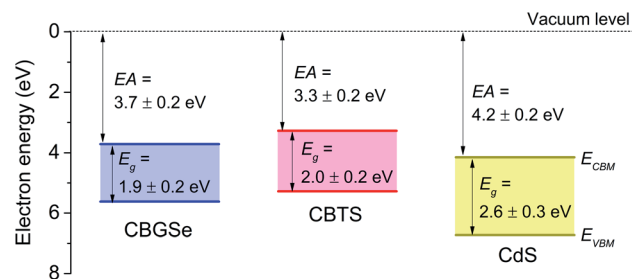 Vacuum level
0
2
4
6
8
Electron energy (eV)
EA =
3.7 ± 0.2 eV
E_g =
1.9 ± 0.2 eV
CBGSe
EA =
3.3 ± 0.2 eV
E_g =
2.0 ± 0.2 eV
CBTS
EA =
4.2 ± 0.2 eV
E_g =
2.6 ± 0.3 eV
CdS
E_CBM
E_VBM